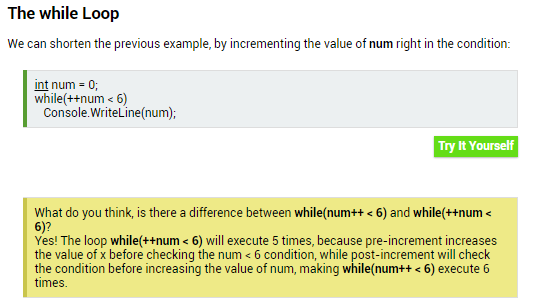 The while Loop
We can shorten the previous example, by incrementing the value of num right in the condition:
int num = 0;
while(++num < 6)
Console.WriteLine(num);
Try It Yourself
What do you think, is there a difference between while(num++ < 6) and while(++num <
6)?
Yes! The loop while(++num < 6) will execute 5 times, because pre-increment increases
the value of x before checking the num < 6 condition, while post-increment will check
the condition before increasing the value of num, making while(num++ < 6) execute 6
times.